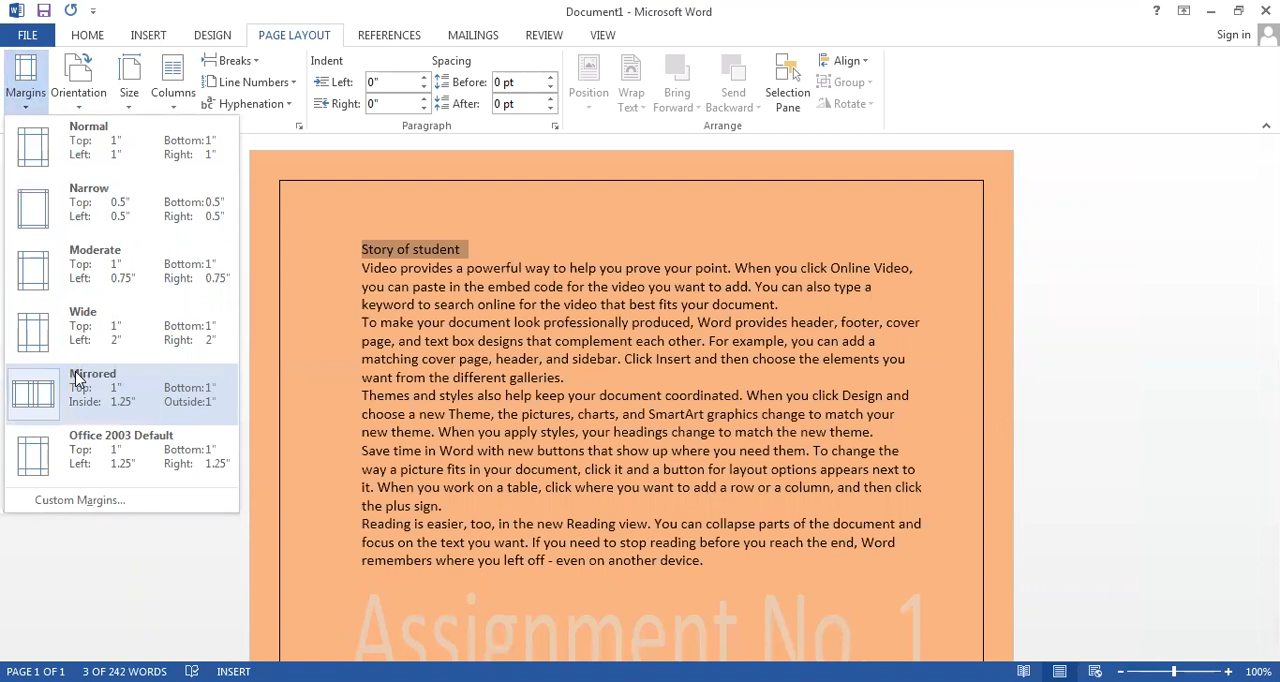 Document1 - Microsoft Word
?
FILE HOME INSERT DESIGN PAGE LAYOUT REFERENCES MAILINGS REVIEW VIEW Sign in
Margins Orientation Size Columns
Breaks
Line Numbers
Hyphenation
Indent
Left: 0"
Right: 0"
Spacing
Before: 0 pt
After: 0 pt
Position
Wrap Text
Bring Forward
Send Backward
Selection Pane
Align
Group
Rotate
Paragraph
Arrange
Normal
Top: 1" Bottom:1"
Left: 1" Right: 1"
Narrow
Top: 0.5" Bottom:0.5"
Left: 0.5" Right: 0.5"
Moderate
Top: 1" Bottom:1"
Left: 0.75" Right: 0.75"
Wide
Top: 1" Bottom:1"
Left: 2" Right: 2"
Mirrored
Top: 1" Bottom:1"
Inside: 1.25" Outside:1"
Office 2003 Default
Top: 1" Bottom:1"
Left: 1.25" Right: 1.25"
Custom Margins...
Story of student
Video provides a powerful way to help you prove your point. When you click Online Video,
you can paste in the embed code for the video you want to add. You can also type a
keyword to search online for the video that best fits your document.
To make your document look professionally produced, Word provides header, footer, cover
page, and text box designs that complement each other. For example, you can add a
matching cover page, header, and sidebar. Click Insert and then choose the elements you
want from the different galleries.
Themes and styles also help keep your document coordinated. When you click Design and
choose a new Theme, the pictures, charts, and SmartArt graphics change to match your
new theme. When you apply styles, your headings change to match the new theme.
Save time in Word with new buttons that show up where you need them. To change the
way a picture fits in your document, click it and a button for layout options appears next to
it. When you work on a table, click where you want to add a row or a column, and then click
the plus sign.
Reading is easier, too, in the new Reading view. You can collapse parts of the document and
focus on the text you want. If you need to stop reading before you reach the end, Word
remembers where you left off - even on another device.
Assignment No. 1
PAGE 1 OF 1 3 OF 242 WORDS INSERT 100%